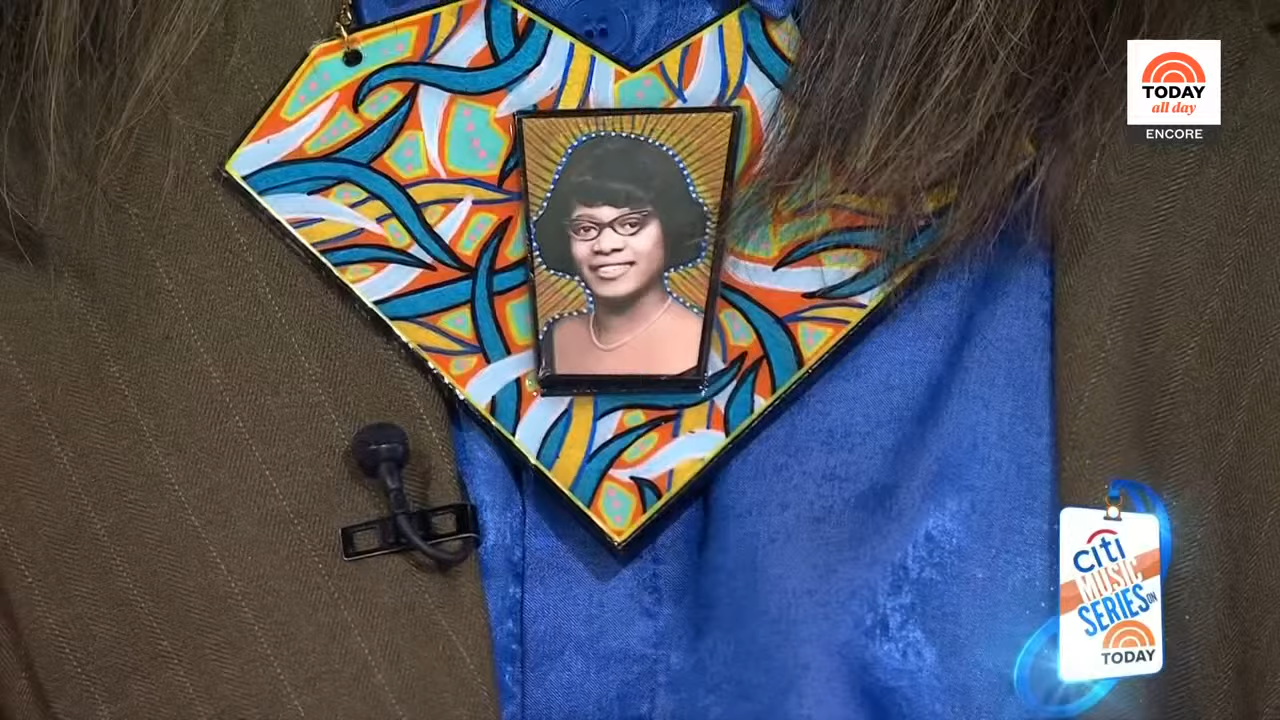 TODAY
all day
ENCORE
citi
MUSIC
SERIES ON
TODAY